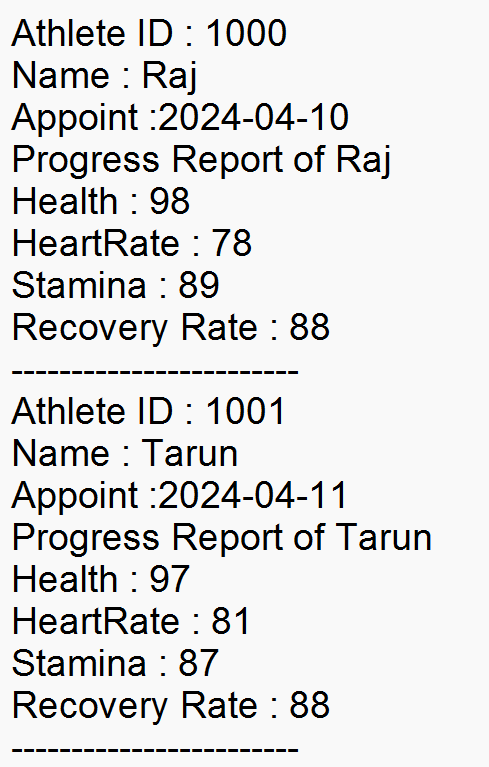 Athlete ID : 1000
Name : Raj
Appoint :2024-04-10
Progress Report of Raj
Health : 98
HeartRate : 78
Stamina : 89
Recovery Rate : 88
------------------------
Athlete ID : 1001
Name : Tarun
Appoint :2024-04-11
Progress Report of Tarun
Health : 97
HeartRate : 81
Stamina : 87
Recovery Rate : 88
------------------------